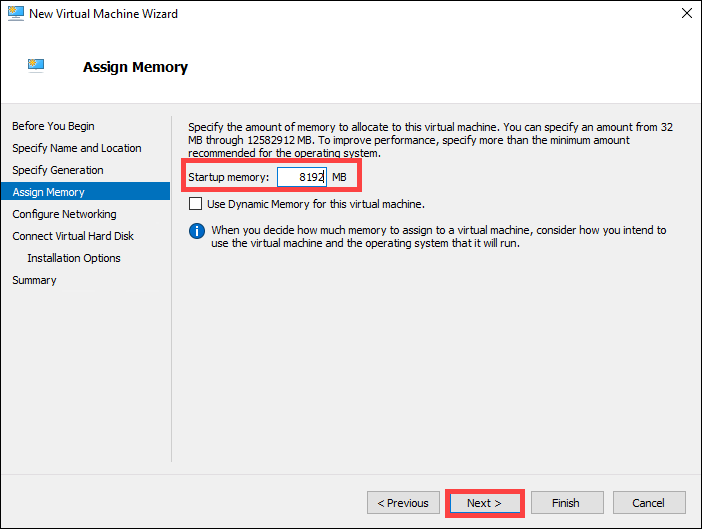 New Virtual Machine Wizard
Assign Memory
Before You Begin
Specify Name and Location
Specify Generation
Assign Memory
Configure Networking
Connect Virtual Hard Disk
Installation Options
Summary
Specify the amount of memory to allocate to this virtual machine. You can specify an amount from 32
MB through 12582912 MB. To improve performance, specify more than the minimum amount
recommended for the operating system.
Startup memory: 8192 MB
Use Dynamic Memory for this virtual machine.
When you decide how much memory to assign to a virtual machine, consider how you intend to
use the virtual machine and the operating system that it will run.
< Previous Next > Finish Cancel